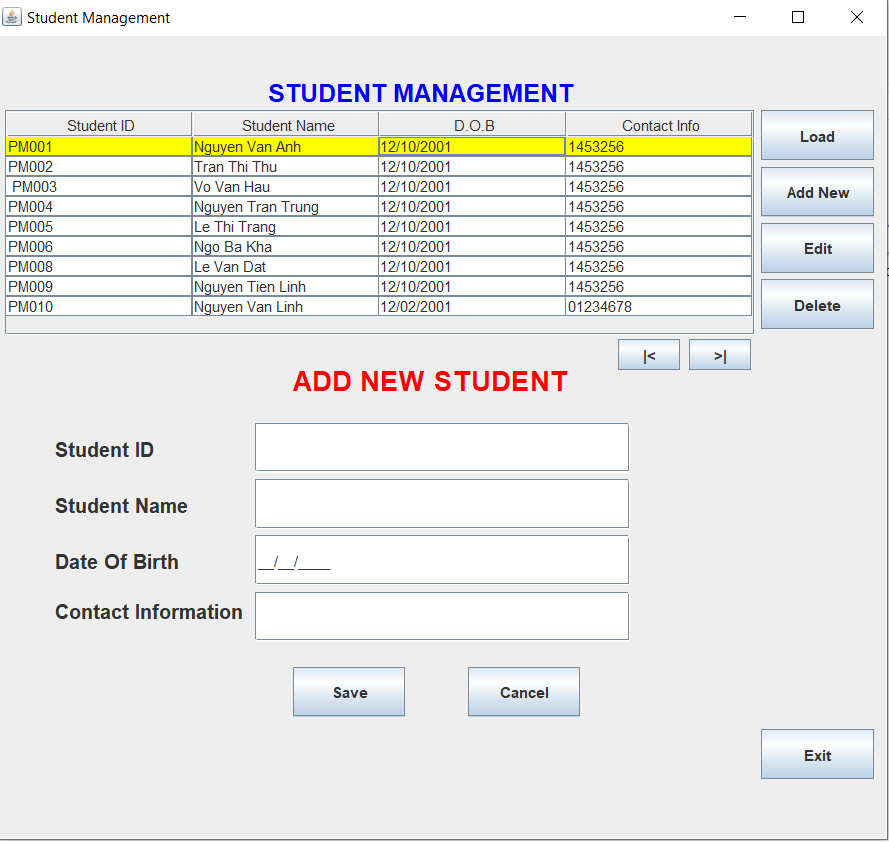 Student Management
STUDENT MANAGEMENT
Student ID Student Name D.O.B Contact Info
PM001 Nguyen Van Anh 12/10/2001 1453256
PM002 Tran Thi Thu 12/10/2001 1453256
PM003 Vo Van Hau 12/10/2001 1453256
PM004 Nguyen Tran Trung 12/10/2001 1453256
PM005 Le Thi Trang 12/10/2001 1453256
PM006 Ngo Ba Kha 12/10/2001 1453256
PM008 Le Van Dat 12/10/2001 1453256
PM009 Nguyen Tien Linh 12/10/2001 1453256
PM010 Nguyen Van Linh 12/02/2001 01234678
Load
Add New
Edit
Delete
|< >|
ADD NEW STUDENT
Student ID
Student Name
Date Of Birth __/__/____
Contact Information
Save Cancel
Exit